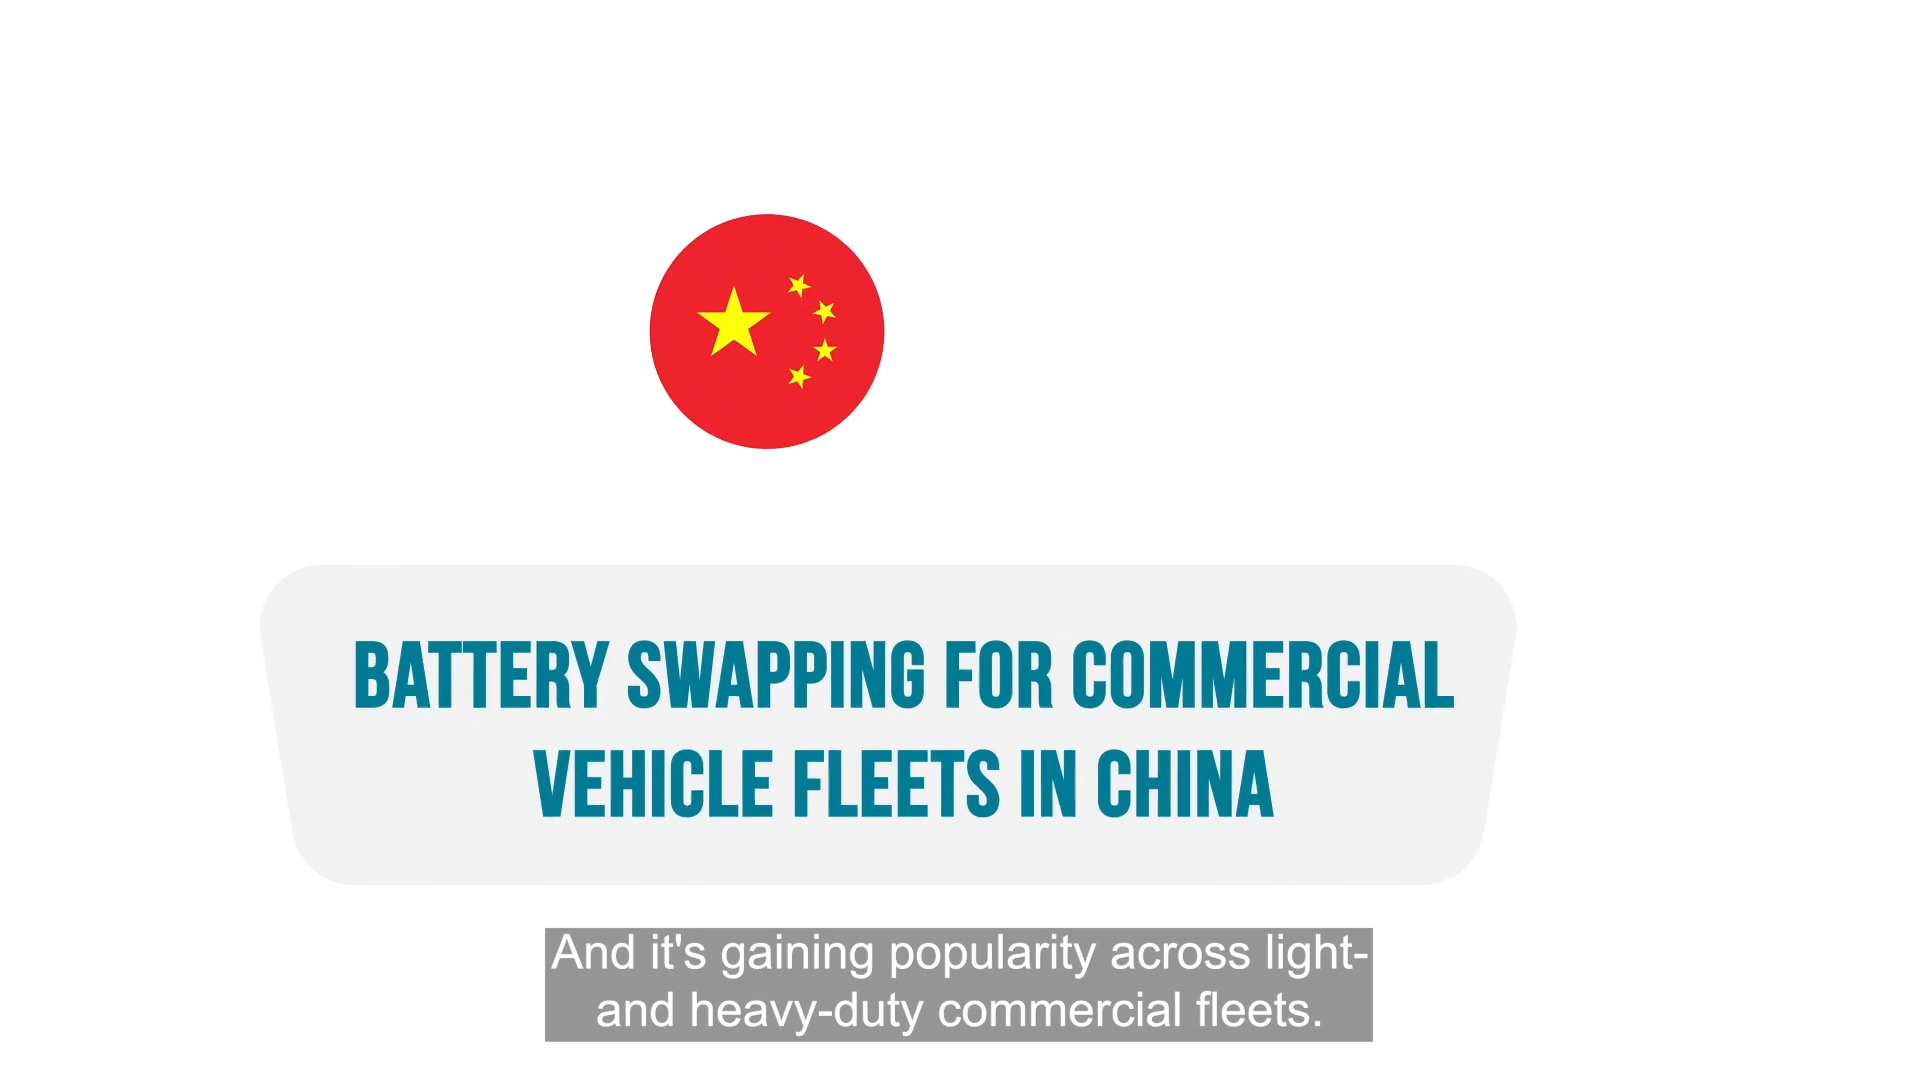 BATTERY SWAPPING FOR COMMERCIAL
VEHICLE FLEETS IN CHINA
And it's gaining popularity across light-
and heavy-duty commercial fleets.